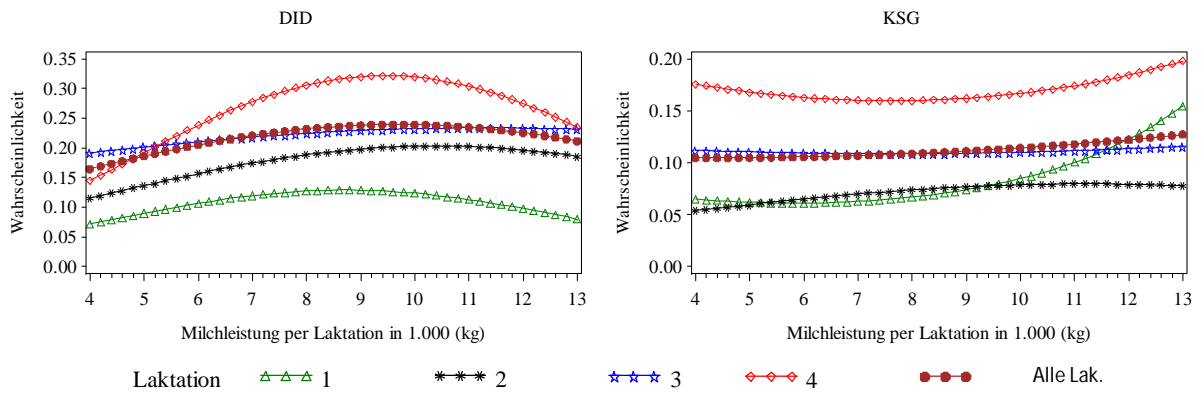 DID
KSG
Wahrscheinlichkeit
0.35
0.30
0.25
0.20
0.15
0.10
0.05
0.00
4 5 6 7 8 9 10 11 12 13
Milchleistung per Laktation in 1.000 (kg)
Wahrscheinlichkeit
0.20
0.15
0.10
0.05
0.00
4 5 6 7 8 9 10 11 12 13
Milchleistung per Laktation in 1.000 (kg)
Laktation 1 2 3 4 Alle Lak.